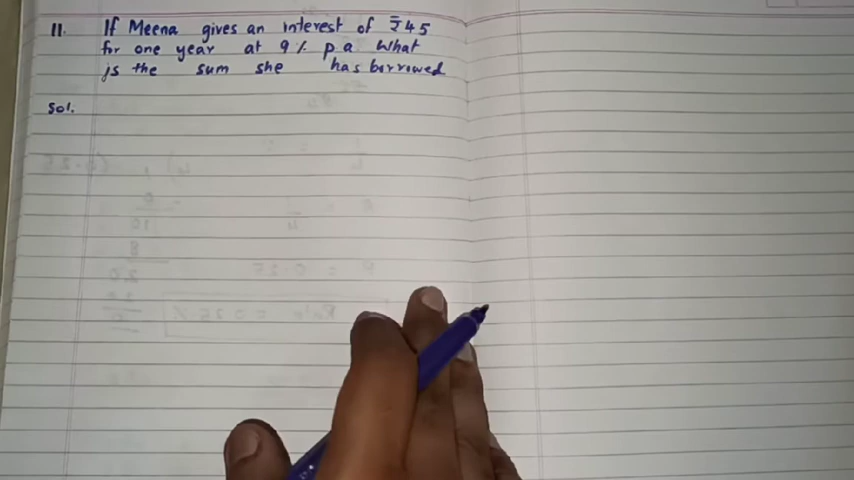 11. If Meena gives an interest of ₹45
for one year at 9% p a what
is the sum she has borrowed
Sol.